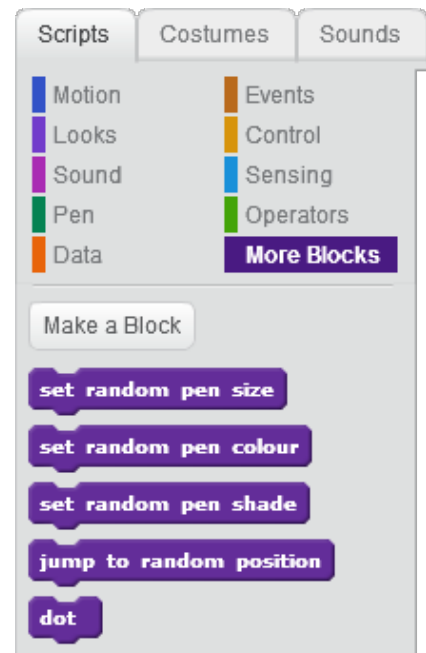 Scripts Costumes Sounds
Motion Events
Looks Control
Sound Sensing
Pen Operators
Data More Blocks
Make a Block
set random pen size
set random pen colour
set random pen shade
jump to random position
dot